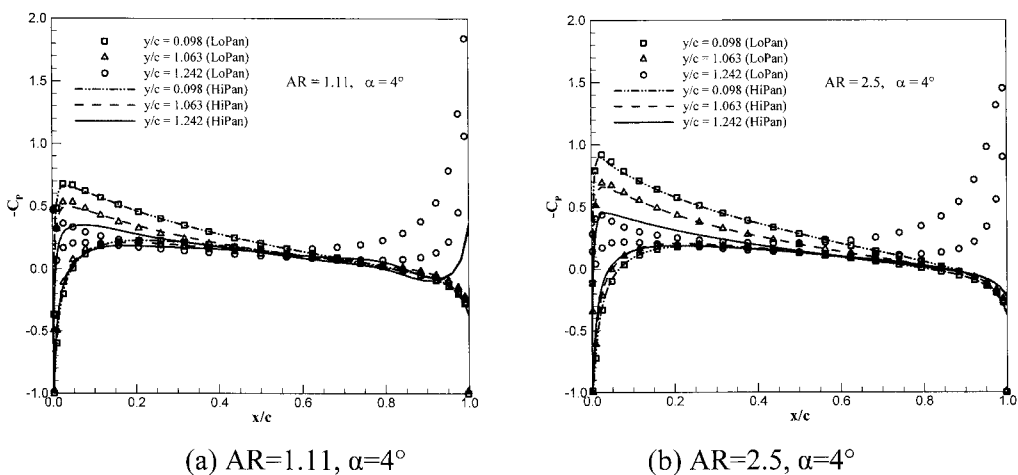 2.0
1.5
1.0
0.5
0.0
-0.5
-1.0
-C_P
y/c = 0.098 (LoPan)
y/c = 1.063 (LoPan)
y/c = 1.242 (LoPan)
y/c = 0.098 (HiPan)
y/c = 1.063 (HiPan)
y/c = 1.242 (HiPan)
AR = 1.11, α = 4°
0.0 0.2 0.4 0.6 0.8 1.0
x/c
(a) AR=1.11, α=4°
2.0
1.5
1.0
0.5
0.0
-0.5
-1.0
-C_P
y/c = 0.098 (LoPan)
y/c = 1.063 (LoPan)
y/c = 1.242 (LoPan)
y/c = 0.098 (HiPan)
y/c = 1.063 (HiPan)
y/c = 1.242 (HiPan)
AR = 2.5, α = 4°
0.0 0.2 0.4 0.6 0.8 1.0
x/c
(b) AR=2.5, α=4°